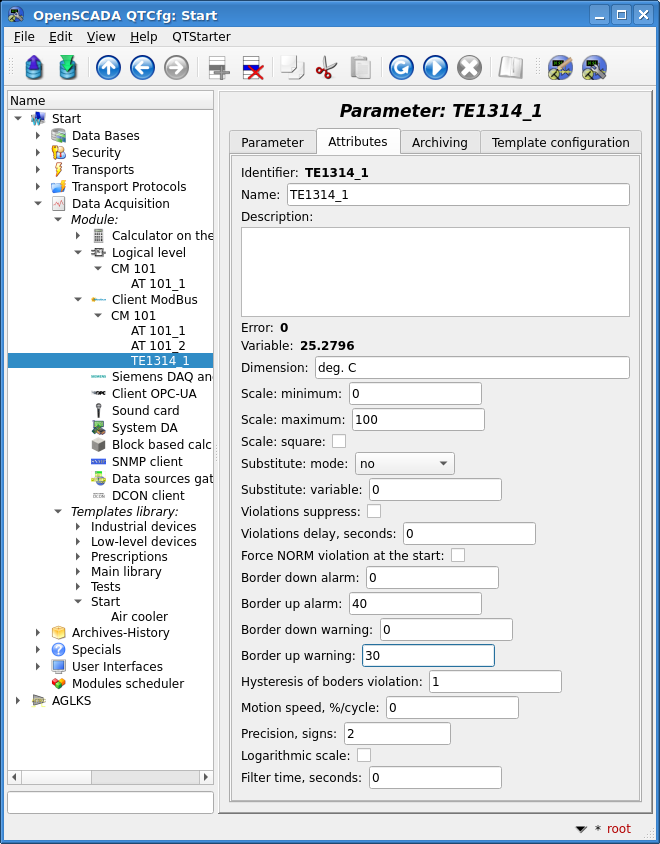 OpenSCADA QTCfg: Start
File Edit View Help QTStarter
Name
Start
Data Bases
Security
Transports
Transport Protocols
Data Acquisition
Module:
Calculator on the
Logical level
CM 101
AT 101_1
Client ModBus
CM 101
AT 101_1
AT 101_2
TE1314_1
Siemens DAQ an
Client OPC-UA
Sound card
System DA
Block based calc
SNMP client
Data sources gat
DCON client
Templates library:
Industrial devices
Low-level devices
Prescriptions
Main library
Tests
Start
Air cooler
Archives-History
Specials
User Interfaces
Modules scheduler
AGLKS
Parameter: TE1314_1
Parameter Attributes Archiving Template configuration
Identifier: TE1314_1
Name: TE1314_1
Description:
Error: 0
Variable: 25.2796
Dimension: deg. C
Scale: minimum: 0
Scale: maximum: 100
Scale: square:
Substitute: mode: no
Substitute: variable: 0
Violations suppress:
Violations delay, seconds: 0
Force NORM violation at the start:
Border down alarm: 0
Border up alarm: 40
Border down warning: 0
Border up warning: 30
Hysteresis of boders violation: 1
Motion speed, %/cycle: 0
Precision, signs: 2
Logarithmic scale:
Filter time, seconds: 0
* root